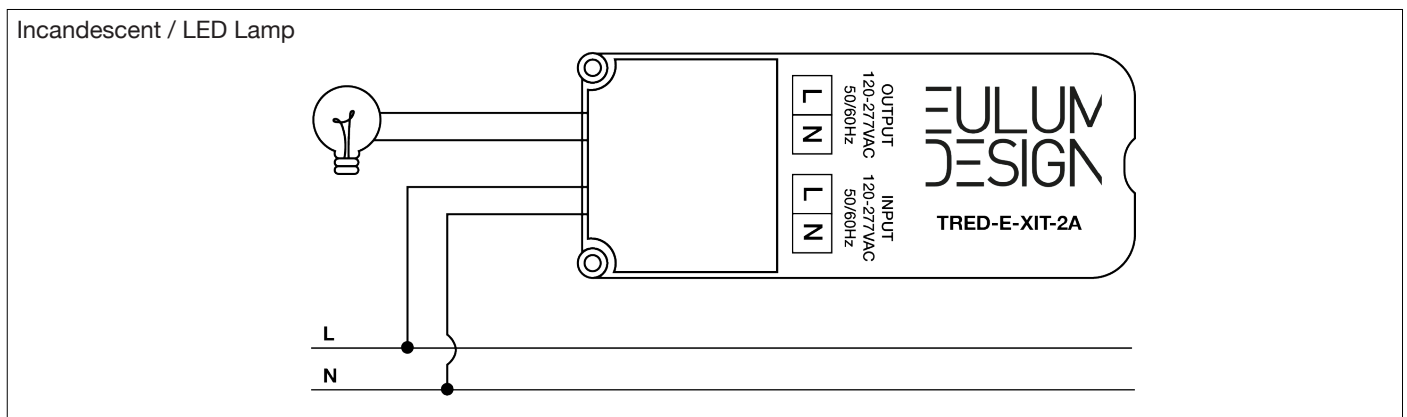 Incandescent / LED Lamp
L
N
OUTPUT
120-277VAC
50/60Hz
L
N
INPUT
120-277VAC
50/60Hz
EULUM
DESIGN
TRED-E-XIT-2A
L
N